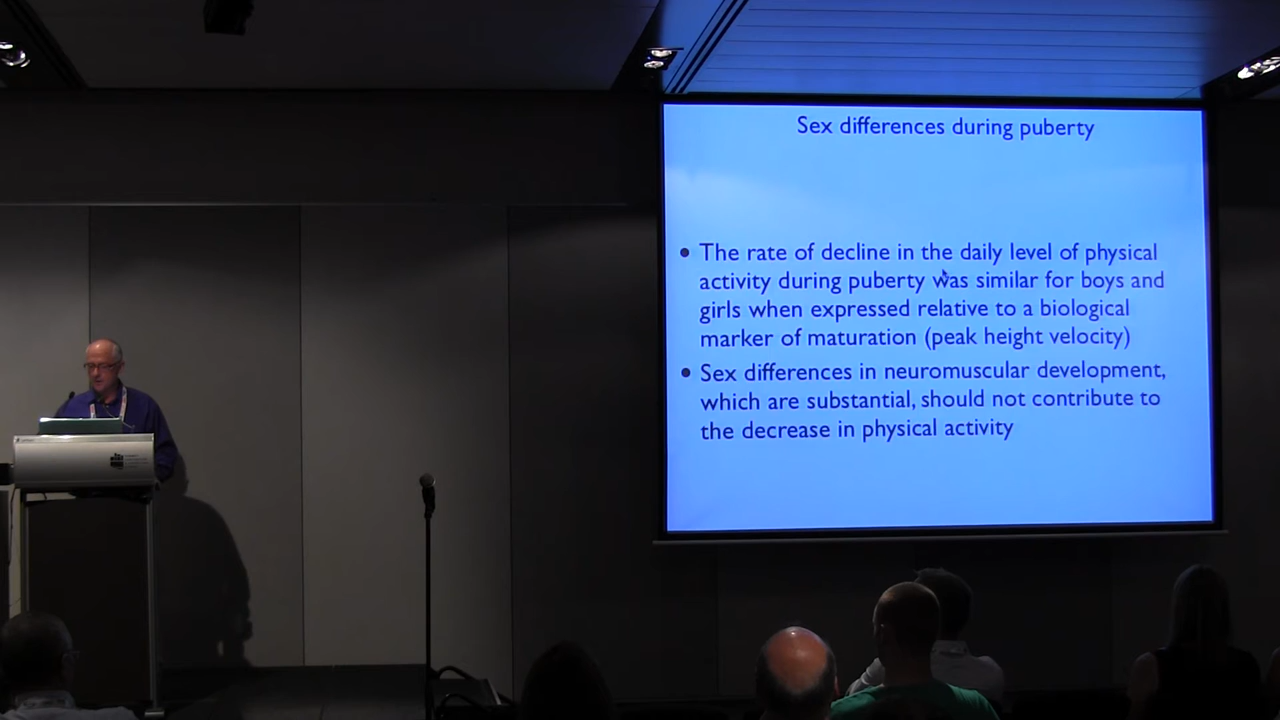 Sex differences during puberty
• The rate of decline in the daily level of physical
activity during puberty was similar for boys and
girls when expressed relative to a biological
marker of maturation (peak height velocity)
• Sex differences in neuromuscular development,
which are substantial, should not contribute to
the decrease in physical activity